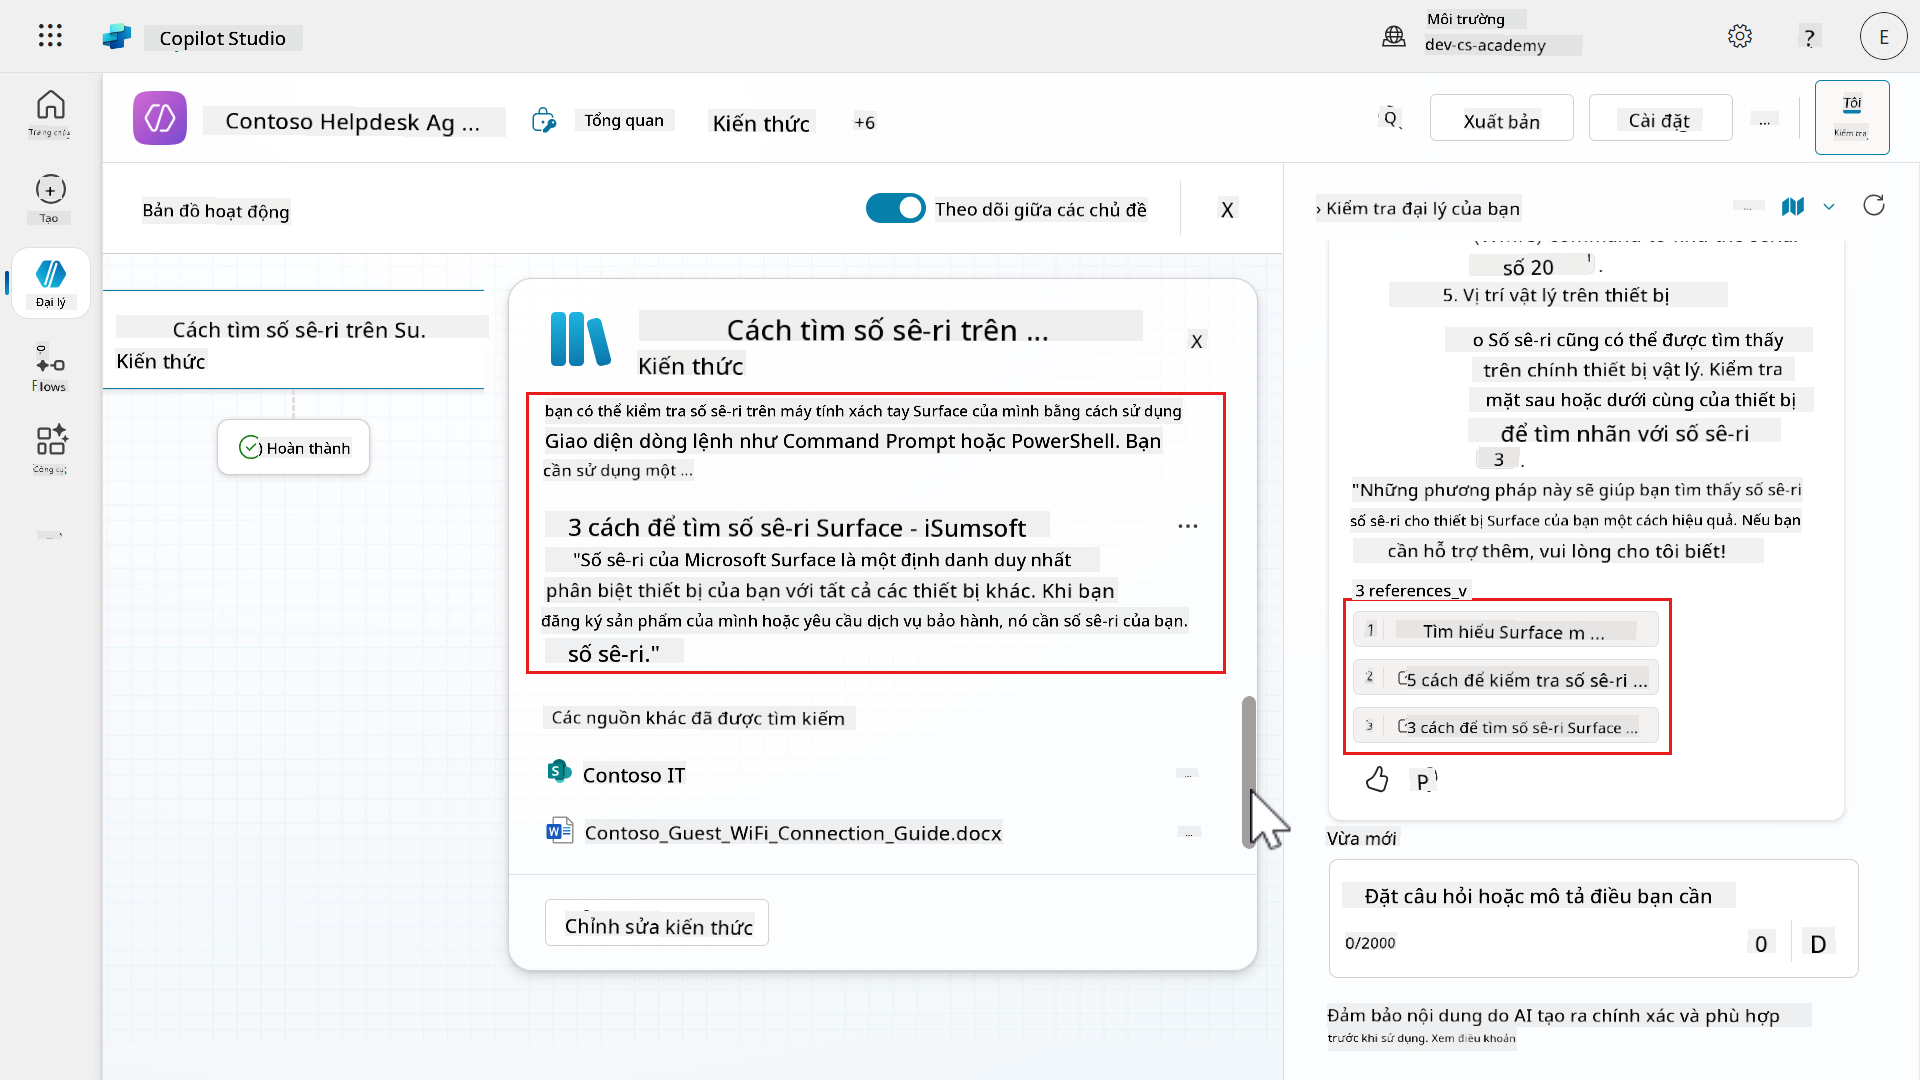 Copilot Studio
Môi trường
dev-cs-academy
?
E
Trang chủ
Tạo
Đại lý
Flows
Công cụ
Contoso Helpdesk Ag ...
Tổng quan
Kiến thức
+6
Xuất bản
Cài đặt
...
Tôi
Kiểm tra
Bản đồ hoạt động
Theo dõi giữa các chủ đề
X
Cách tìm số sê-ri trên Su.
Kiến thức
Hoàn thành
Cách tìm số sê-ri trên ...
Kiến thức
X
bạn có thể kiểm tra số sê-ri trên máy tính xách tay Surface của mình bằng cách sử dụng
Giao diện dòng lệnh như Command Prompt hoặc PowerShell. Bạn
cần sử dụng một ...
3 cách để tìm số sê-ri Surface - iSumsoft
"Số sê-ri của Microsoft Surface là một định danh duy nhất
phân biệt thiết bị của bạn với tất cả các thiết bị khác. Khi bạn
đăng ký sản phẩm của mình hoặc yêu cầu dịch vụ bảo hành, nó cần số sê-ri của bạn.
số sê-ri."
Các nguồn khác đã được tìm kiếm
Contoso IT
...
Contoso_Guest_WiFi_Connection_Guide.docx
...
Chỉnh sửa kiến thức
› Kiểm tra đại lý của bạn
...
số 20
5. Vị trí vật lý trên thiết bị
o Số sê-ri cũng có thể được tìm thấy
trên chính thiết bị vật lý. Kiểm tra
mặt sau hoặc dưới cùng của thiết bị
để tìm nhãn với số sê-ri
3 .
"Những phương pháp này sẽ giúp bạn tìm thấy số sê-ri
số sê-ri cho thiết bị Surface của bạn một cách hiệu quả. Nếu bạn
cần hỗ trợ thêm, vui lòng cho tôi biết!
3 references_v
1 Tìm hiểu Surface m ...
2 5 cách để kiểm tra số sê-ri ...
3 3 cách để tìm số sê-ri Surface ...
P
Vừa mới
Đặt câu hỏi hoặc mô tả điều bạn cần
0/2000
0
D
Đảm bảo nội dung do AI tạo ra chính xác và phù hợp
trước khi sử dụng. Xem điều khoản